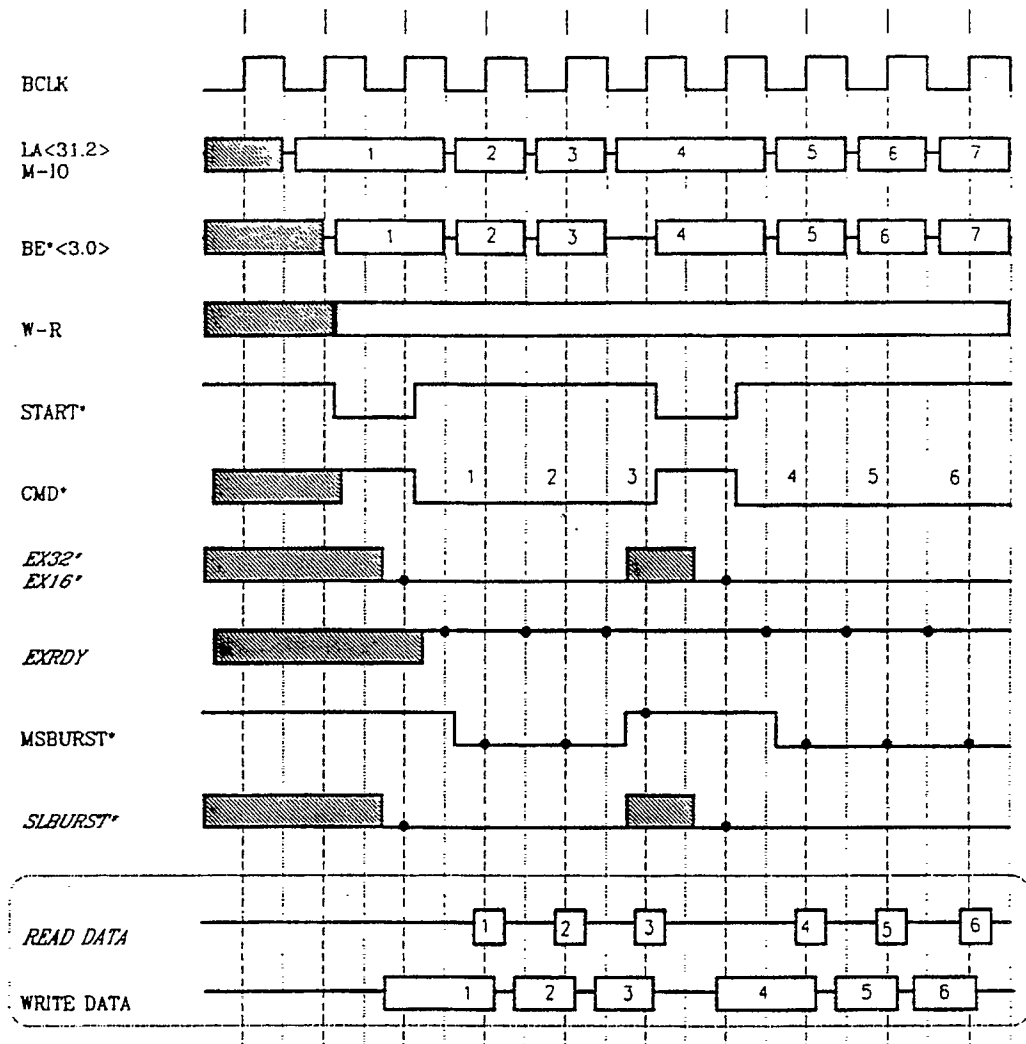 BCLK
LA<31.2>
M-IO
1 2 3 4 5 6 7
BE*<3.0>
1 2 3 4 5 6 7
W-R
START*
CMD*
1 2 3 4 5 6
EX32*
EX16*
EXRDY
MSBURST*
SLBURST*
READ DATA
1 2 3 4 5 6
WRITE DATA
1 2 3 4 5 6